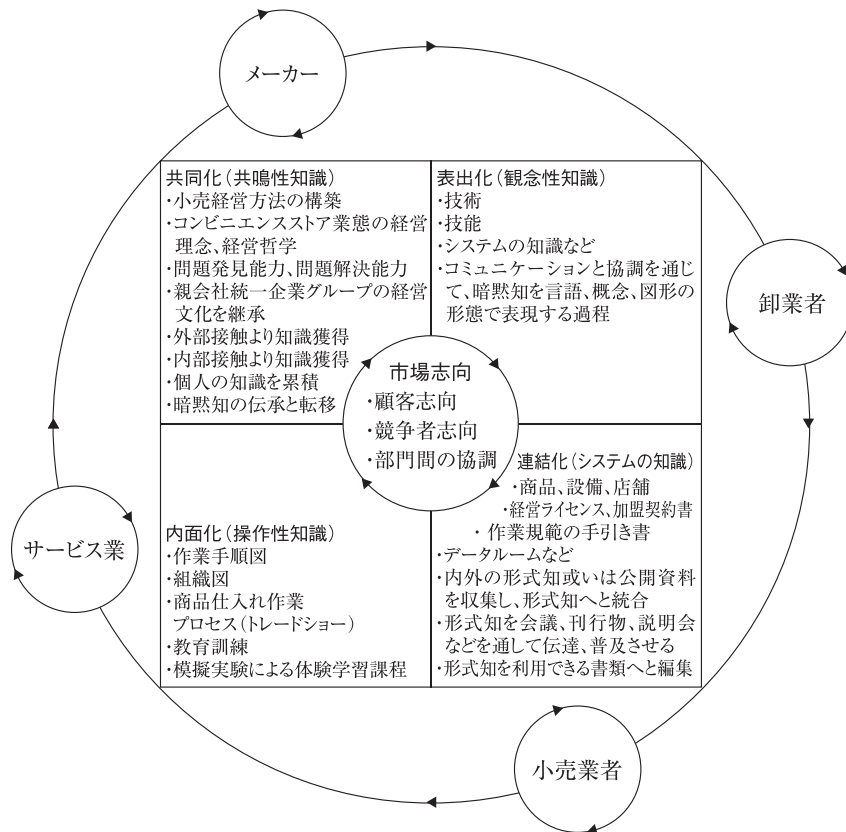 メーカー
共同化（共鳴性知識）
・小売経営方法の構築
・コンビニエンスストア業態の経営
理念、経営哲学
・問題発見能力、問題解決能力
・親会社統一企業グループの経営
文化を継承
・外部接触より知識獲得
・内部接触より知識獲得
・個人の知識を累積
・暗黙知の伝承と転移
表出化（観念性知識）
・技術
・技能
・システムの知識など
・コミュニケーションと協調を通じ
て、暗黙知を言語、概念、図形の
形態で表現する過程
卸業者
市場志向
・顧客志向
・競争者志向
・部門間の協調
サービス業
内面化（操作性知識）
・作業手順図
・組織図
・商品仕入れ作業
プロセス（トレードショー）
・教育訓練
・模擬実験による体験学習課程
連結化（システムの知識）
・商品、設備、店舗
・経営ライセンス、加盟契約書
・作業規範の手引き書
・データルームなど
・内外の形式知或いは公開資料
を収集し、形式知へと統合
・形式知を会議、刊行物、説明会
などを通して伝達、普及させる
・形式知を利用できる書類へと編集
小売業者